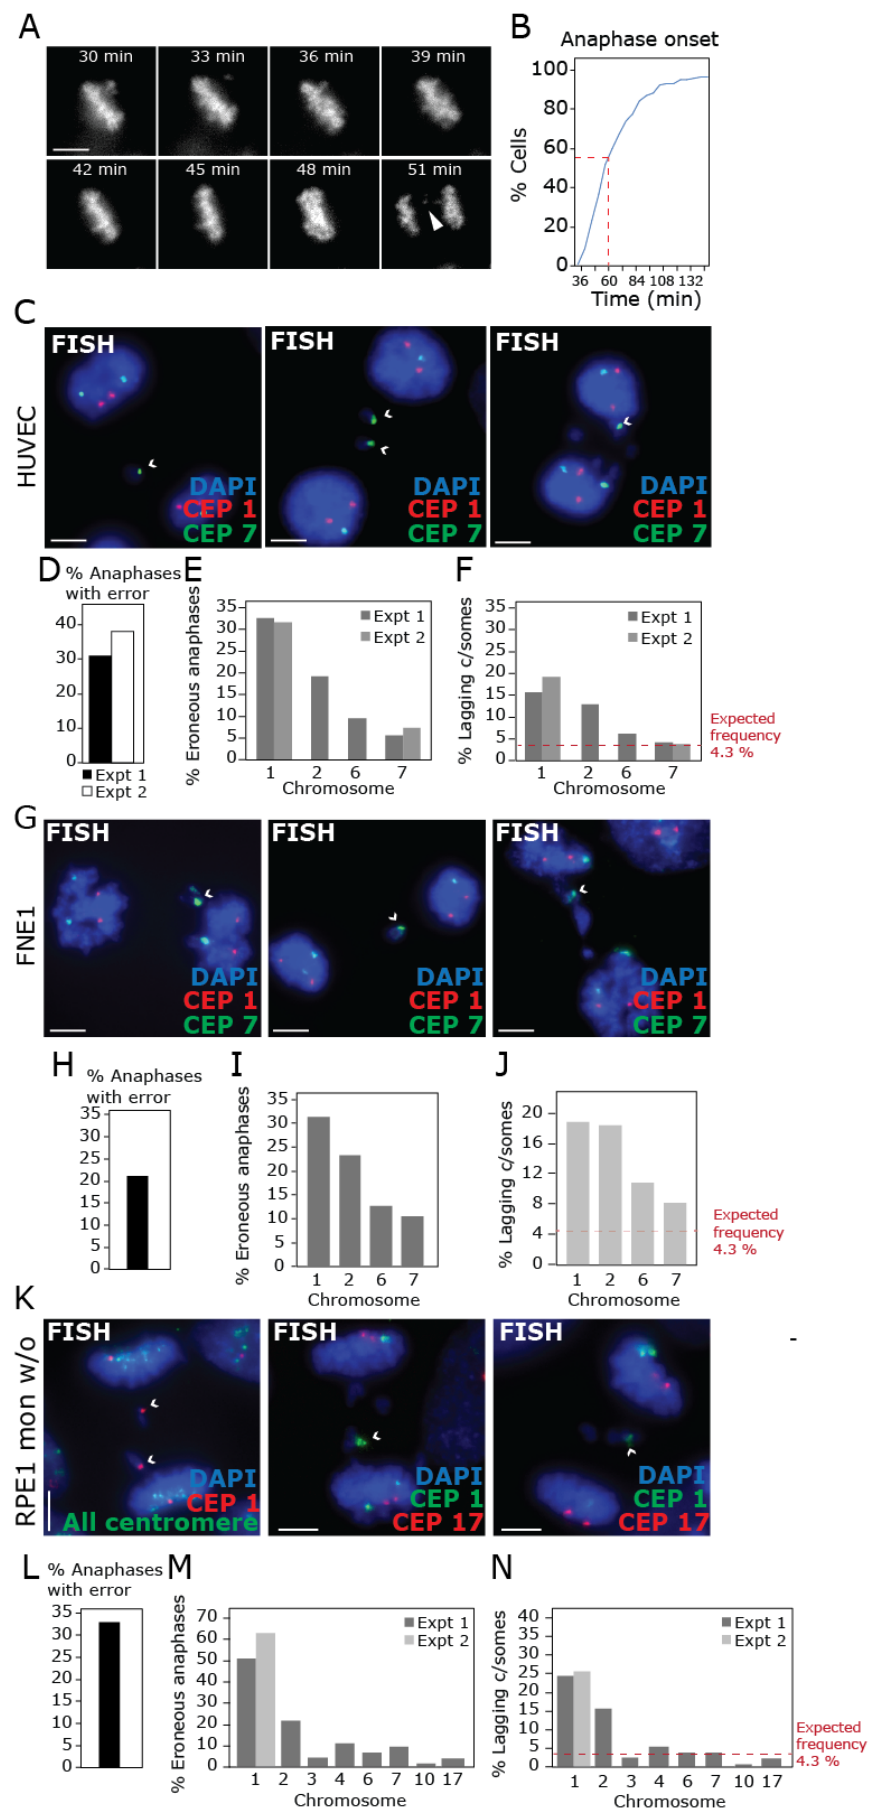 A
30 min
33 min
36 min
39 min
42 min
45 min
48 min
51 min
B
Anaphase onset
% Cells
100
80
60
40
20
0
36 60 84 108 132
Time (min)
C
HUVEC
FISH
DAPI
CEP 1
CEP 7
FISH
DAPI
CEP 1
CEP 7
FISH
DAPI
CEP 1
CEP 7
D
% Anaphases
with error
40
30
20
10
0
Expt 1
Expt 2
E
% Eroneous anaphases
35
30
25
20
15
10
5
0
Expt 1
Expt 2
1 2 6 7
Chromosome
F
% Lagging c/somes
35
30
25
20
15
10
5
0
Expt 1
Expt 2
1 2 6 7
Chromosome
Expected
frequency
4.3 %
G
FNE1
FISH
DAPI
CEP 1
CEP 7
FISH
DAPI
CEP 1
CEP 7
FISH
DAPI
CEP 1
CEP 7
H
% Anaphases
with error
35
30
25
20
15
10
5
0
I
% Eroneous anaphases
35
30
25
20
15
10
5
0
1 2 6 7
Chromosome
J
% Lagging c/somes
20
16
12
8
4
0
1 2 6 7
Chromosome
Expected
frequency
4.3 %
K
RPE1 mon w/o
FISH
DAPI
CEP 1
All centromere
FISH
DAPI
CEP 1
CEP 17
FISH
DAPI
CEP 1
CEP 17
-
L
% Anaphases
with error
35
30
25
20
15
10
5
0
M
% Eroneous anaphases
70
60
50
40
30
20
10
0
Expt 1
Expt 2
1 2 3 4 6 7 10 17
Chromosome
N
% Lagging c/somes
40
35
30
25
20
15
10
5
0
Expt 1
Expt 2
1 2 3 4 6 7 10 17
Chromosome
Expected
frequency
4.3 %